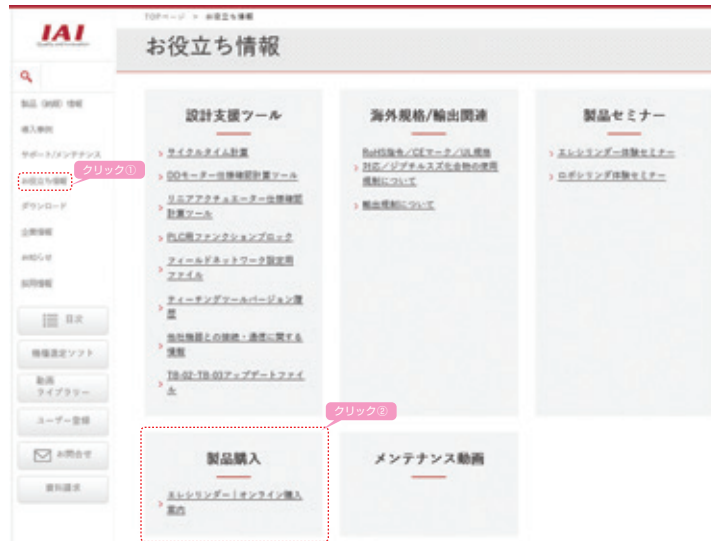 TOPページ > お役立ち情報
IAI
お役立ち情報
製品（納期）情報
導入事例
サポート/メンテナンス
クリック①
お役立ち情報
ダウンロード
企業情報
お知らせ
採用情報
目次
機種選定ソフト
動画
ライブラリー
ユーザー登録
お問合せ
資料請求
設計支援ツール
サイクルタイム計算
DDモーター仕様確認計算ツール
リニアアクチュエーター仕様確認
計算ツール
PLC用ファンクションブロック
フィールドネットワーク設定用
ファイル
ティーチングツールバージョン履
歴
当社機器との接続・通信に関する
情報
TB-02・TB-03アップデートファイ
ル
海外規格/輸出関連
RoHS指令/CEマーク/UL規格
対応/ジブチルスズ化合物の使用
規制について
輸出規制について
製品セミナー
エレシリンダー体験セミナー
ロボシリンダ体験セミナー
クリック②
製品購入
エレシリンダー｜オンライン購入
案内
メンテナンス動画